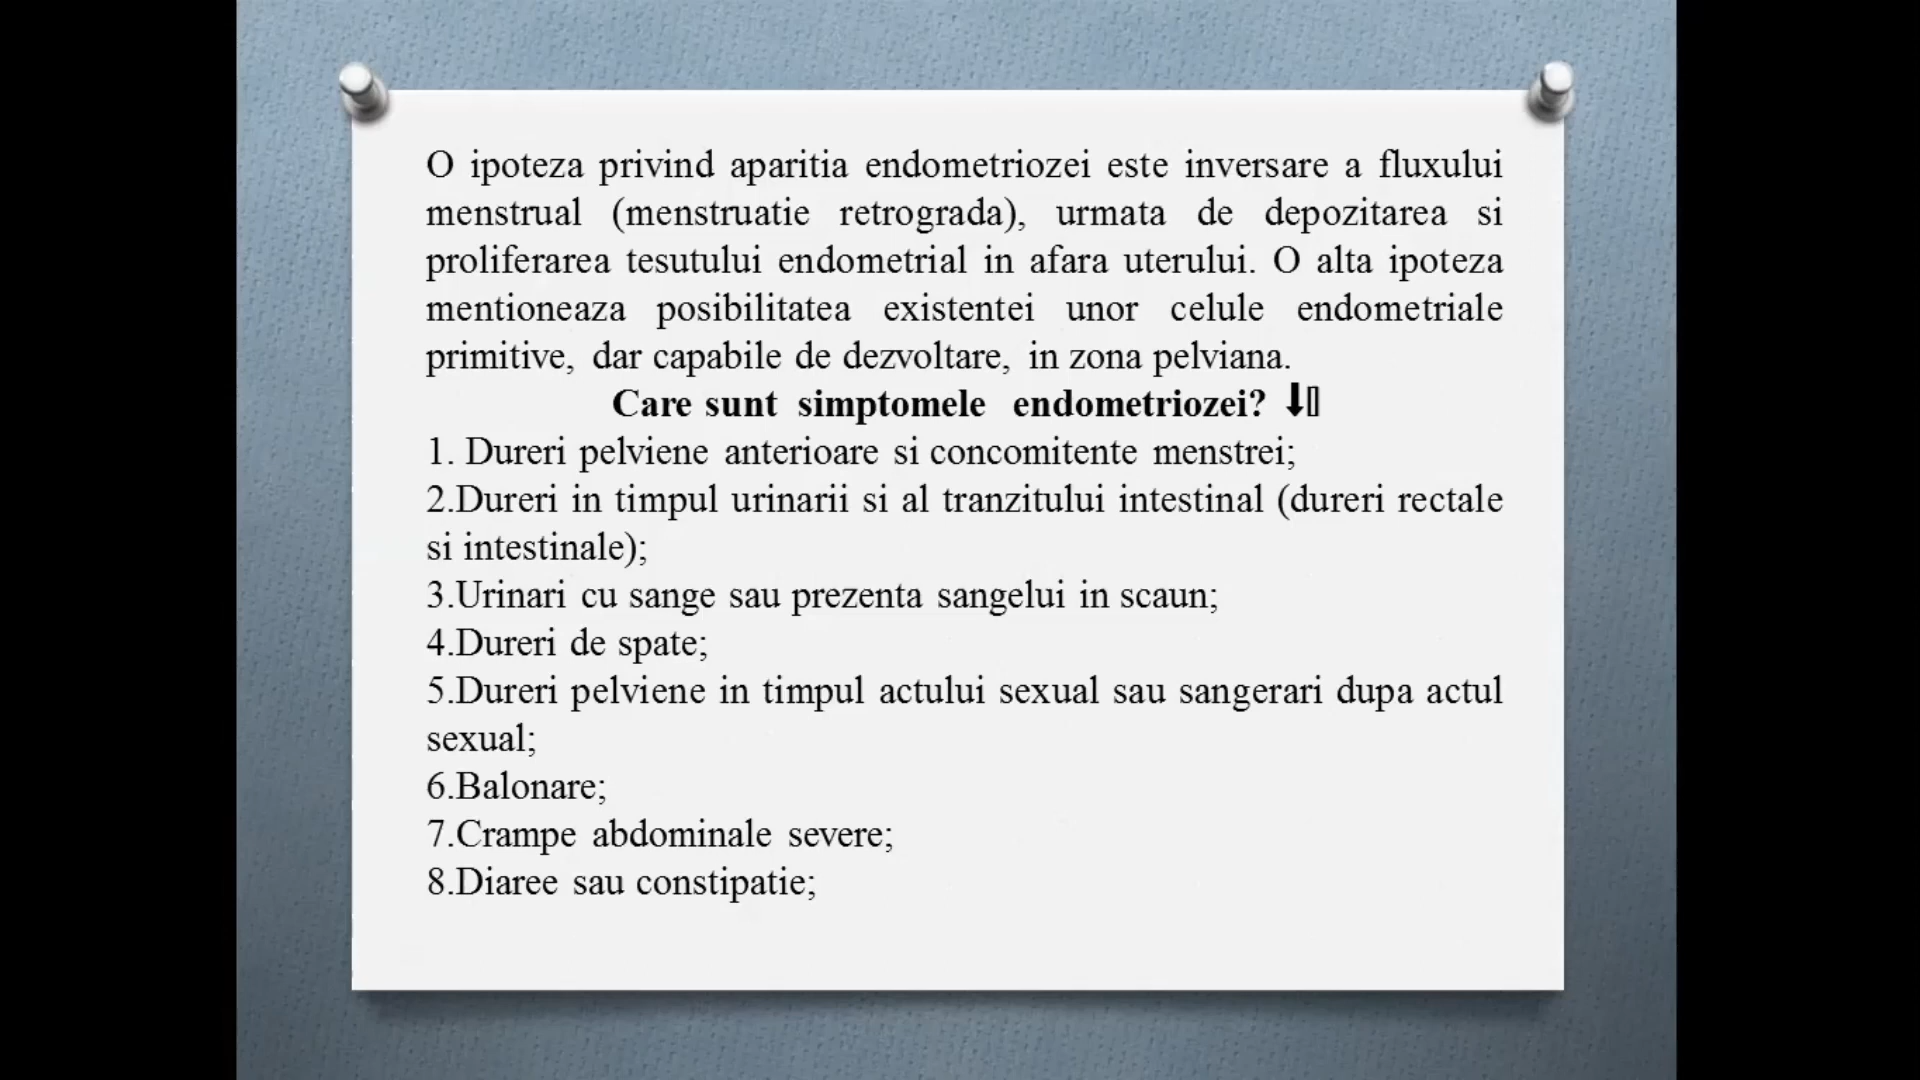 O ipoteza privind aparitia endometriozei este inversare a fluxului
menstrual (menstruatie retrograda), urmata de depozitarea si
proliferarea tesutului endometrial in afara uterului. O alta ipoteza
mentioneaza posibilitatea existentei unor celule endometriale
primitive, dar capabile de dezvoltare, in zona pelviana.
Care sunt simptomele endometriozei? ⬇▯
1. Dureri pelviene anterioare si concomitente menstrei;
2.Dureri in timpul urinarii si al tranzitului intestinal (dureri rectale
si intestinale);
3.Urinari cu sange sau prezenta sangelui in scaun;
4.Dureri de spate;
5.Dureri pelviene in timpul actului sexual sau sangerari dupa actul
sexual;
6.Balonare;
7.Crampe abdominale severe;
8.Diaree sau constipatie;